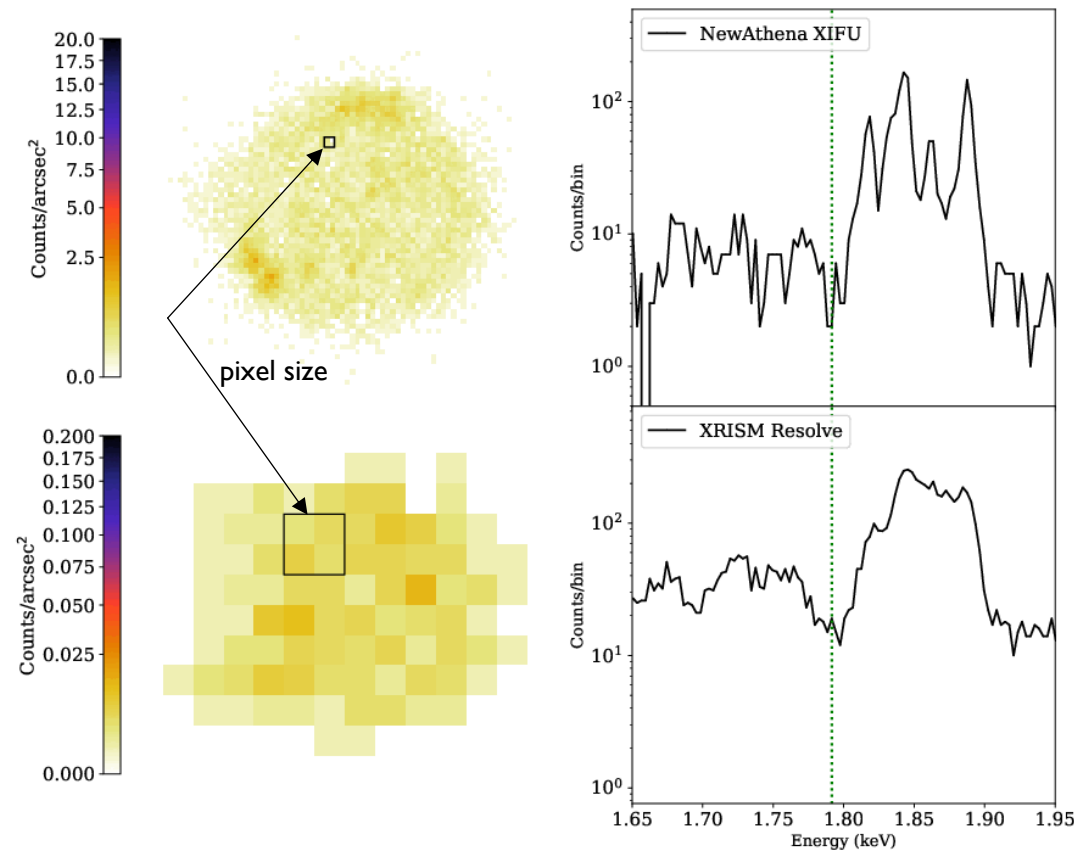 20.0
17.5
15.0
12.5
10.0
7.5
5.0
2.5
0.0
Counts/arcsec²
pixel size
0.200
0.175
0.150
0.125
0.100
0.075
0.050
0.025
0.000
Counts/arcsec²
NewAthena XIFU
10²
10¹
10⁰
Counts/bin
XRISM Resolve
10²
10¹
10⁰
Counts/bin
1.65 1.70 1.75 1.80 1.85 1.90 1.95
Energy (keV)